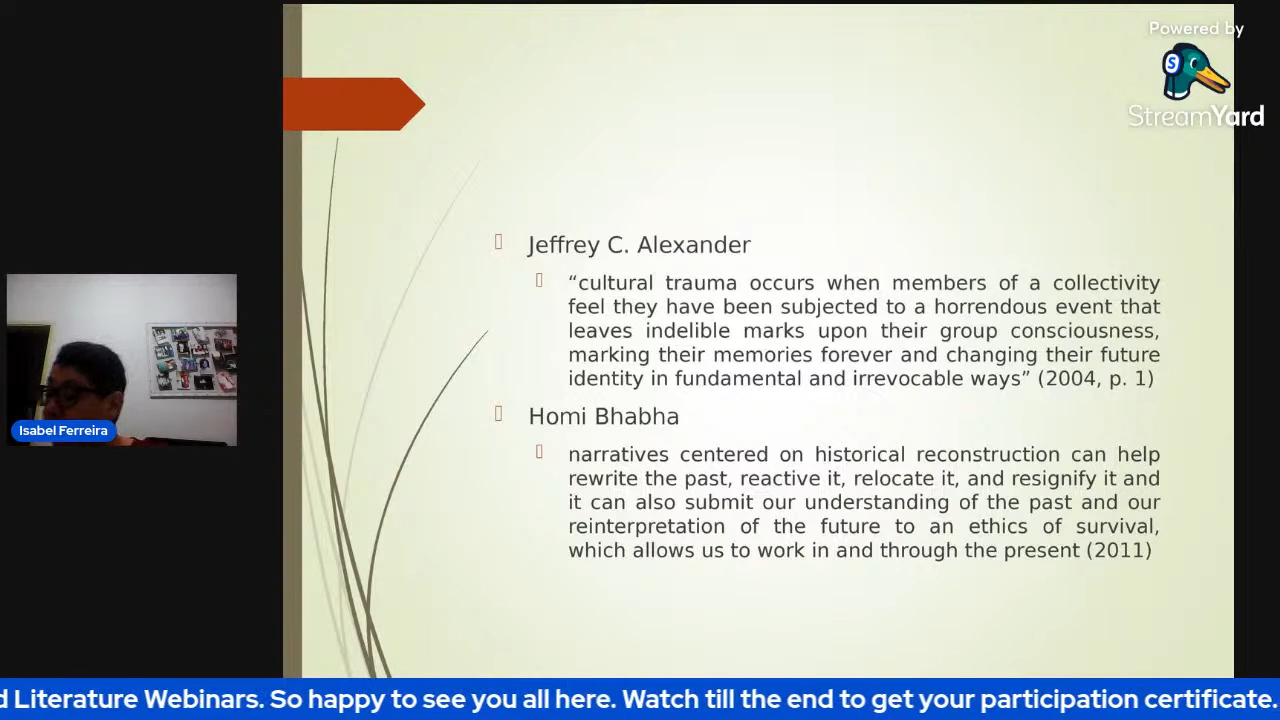 Powered by
StreamYard
Jeffrey C. Alexander
“cultural trauma occurs when members of a collectivity
feel they have been subjected to a horrendous event that
leaves indelible marks upon their group consciousness,
marking their memories forever and changing their future
identity in fundamental and irrevocable ways” (2004, p. 1)
Homi Bhabha
narratives centered on historical reconstruction can help
rewrite the past, reactive it, relocate it, and resignify it and
it can also submit our understanding of the past and our
reinterpretation of the future to an ethics of survival,
which allows us to work in and through the present (2011)
Isabel Ferreira
d Literature Webinars. So happy to see you all here. Watch till the end to get your participation certificate.